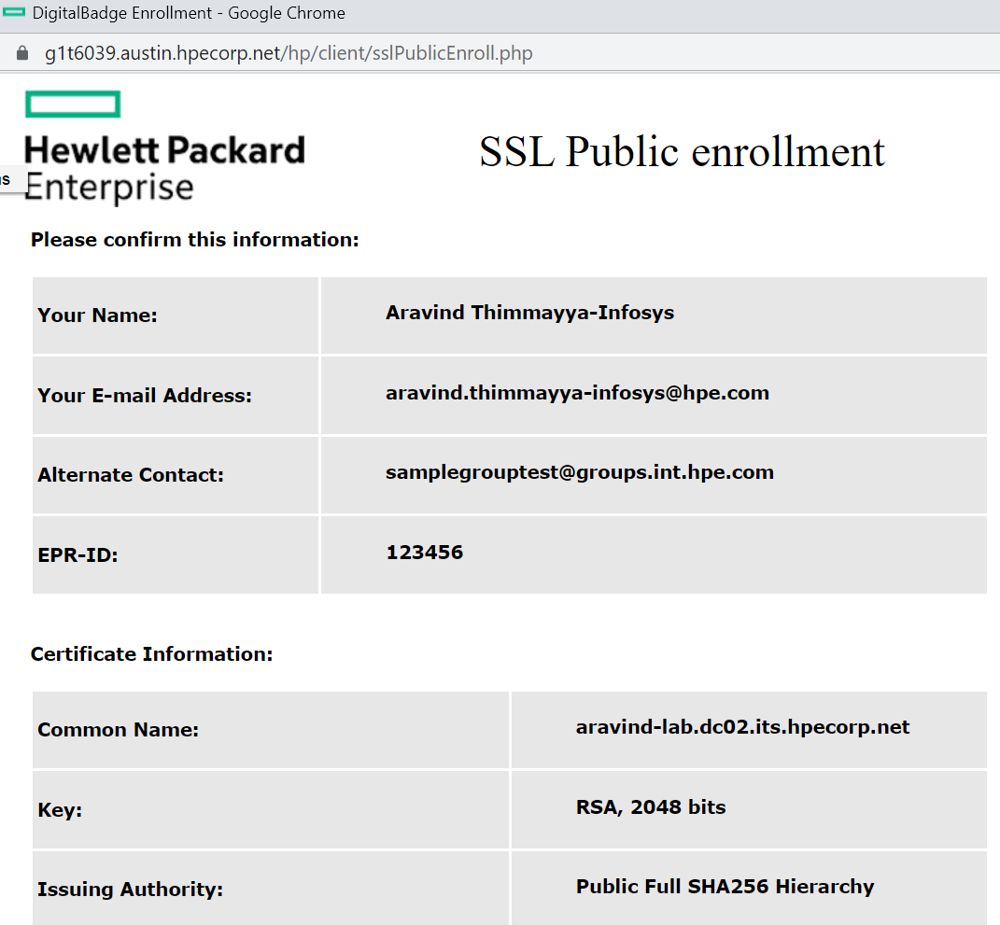 DigitalBadge Enrollment - Google Chrome
g1t6039.austin.hpecorp.net/hp/client/sslPublicEnroll.php
Hewlett Packard
Enterprise
SSL Public enrollment
Please confirm this information:
Your Name: Aravind Thimmayya-Infosys
Your E-mail Address: aravind.thimmayya-infosys@hpe.com
Alternate Contact: samplegrouptest@groups.int.hpe.com
EPR-ID: 123456
Certificate Information:
Common Name: aravind-lab.dc02.its.hpecorp.net
Key: RSA, 2048 bits
Issuing Authority: Public Full SHA256 Hierarchy